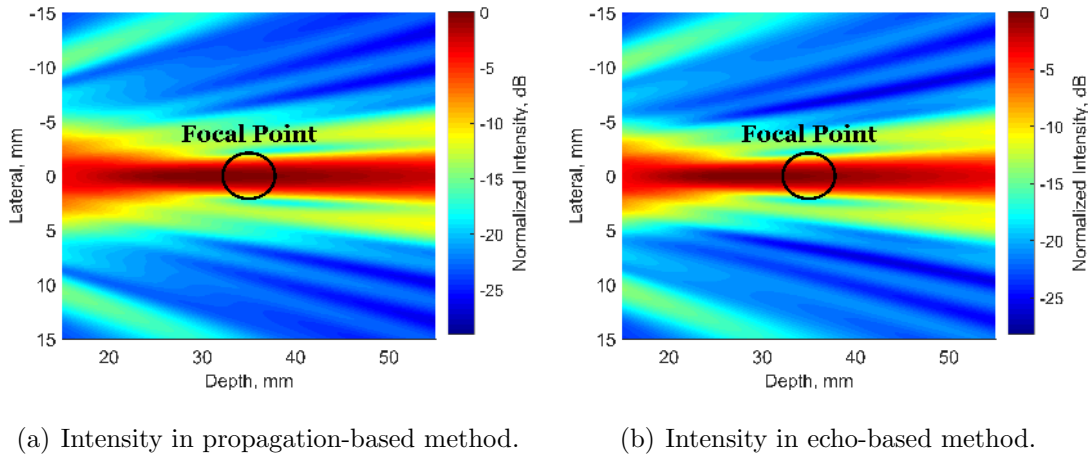 -15
-10
-5
0
5
10
15
Lateral, mm
20 30 40 50
Depth, mm
Focal Point
0
-5
-10
-15
-20
-25
Normalized Intensity, dB
(a) Intensity in propagation-based method.
-15
-10
-5
0
5
10
15
Lateral, mm
20 30 40 50
Depth, mm
Focal Point
0
-5
-10
-15
-20
-25
Normalized Intensity, dB
(b) Intensity in echo-based method.